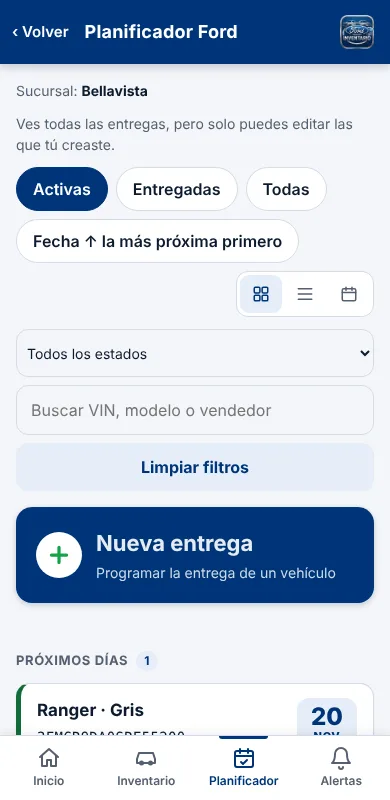 ‹ Volver Planificador Ford
Sucursal: Bellavista
Ves todas las entregas, pero solo puedes editar las
que tú creaste.
Activas Entregadas Todas
Fecha ↑ la más próxima primero
Todos los estados
Buscar VIN, modelo o vendedor
Limpiar filtros
Nueva entrega
Programar la entrega de un vehículo
PRÓXIMOS DÍAS 1
Ranger · Gris
20
NOV
Inicio Inventario Planificador Alertas